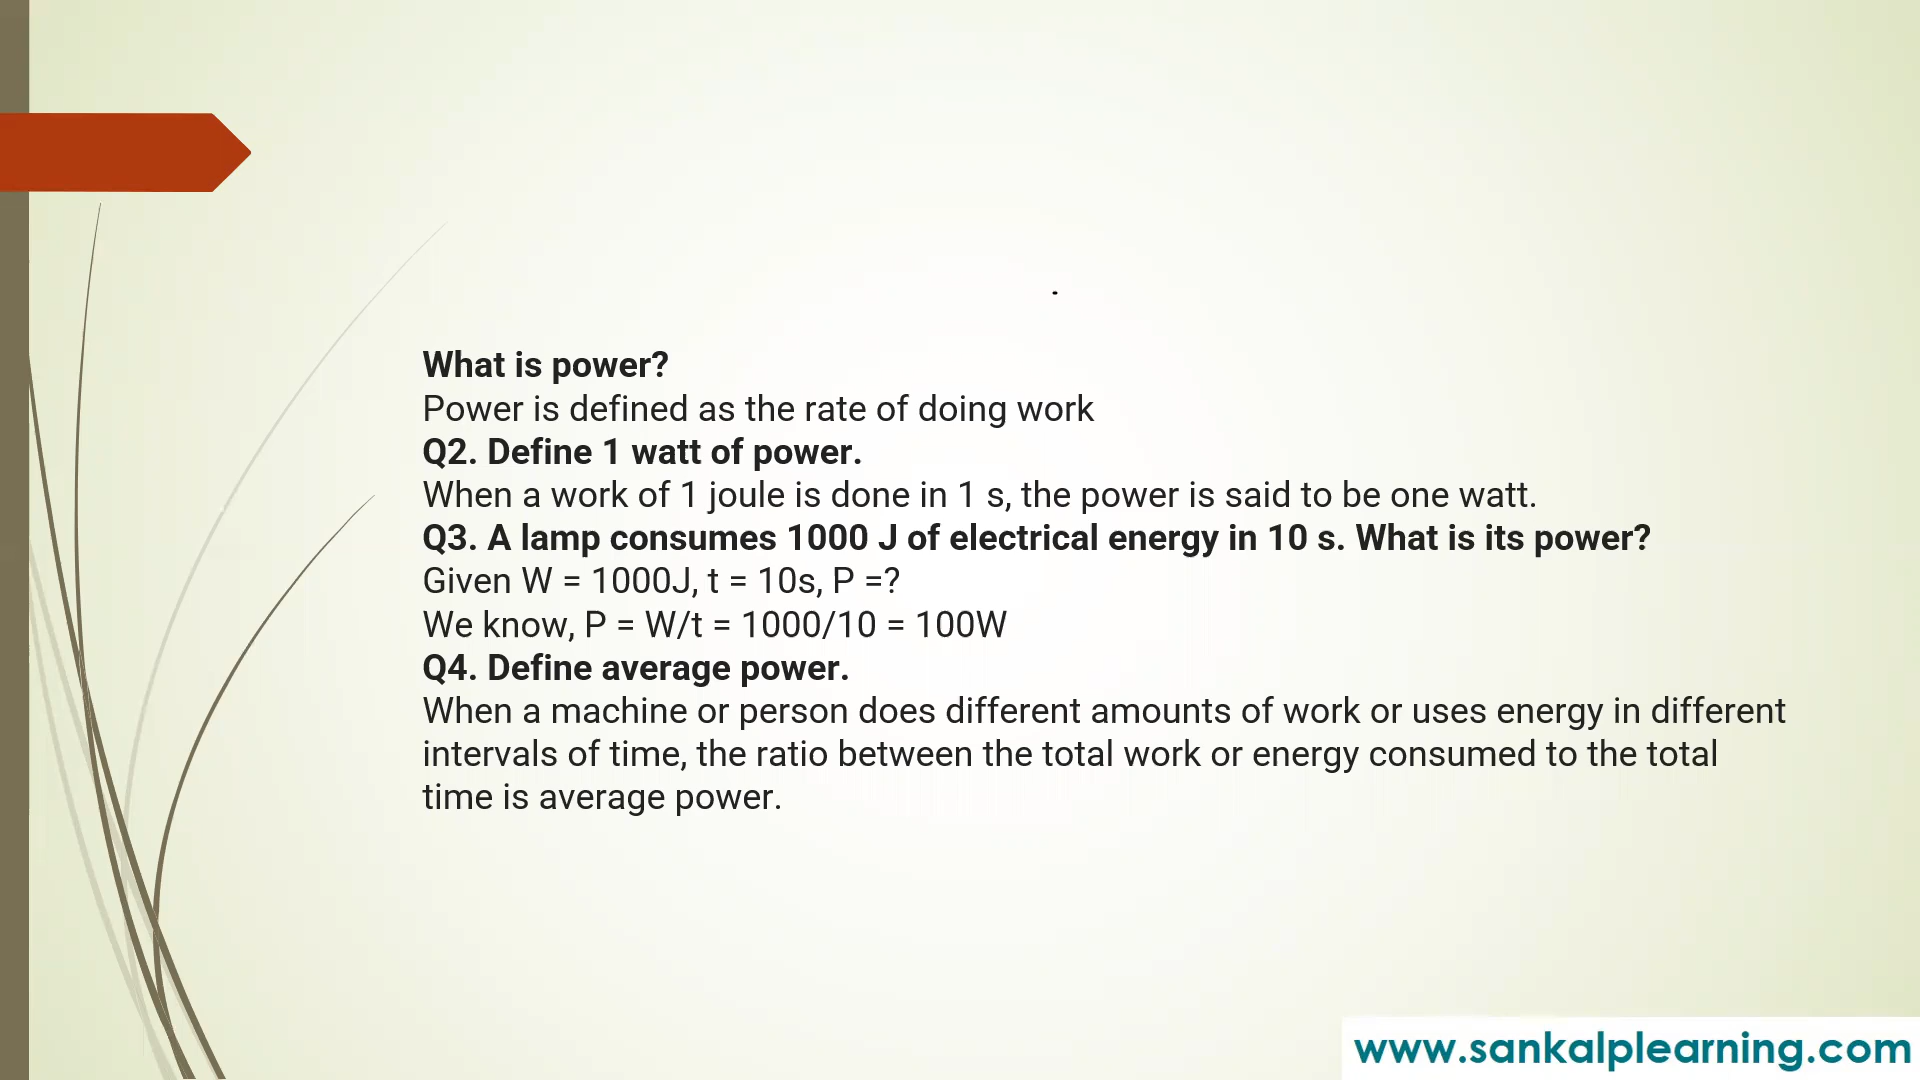 What is power?
Power is defined as the rate of doing work
Q2. Define 1 watt of power.
When a work of 1 joule is done in 1 s, the power is said to be one watt.
Q3. A lamp consumes 1000 J of electrical energy in 10 s. What is its power?
Given W = 1000J, t = 10s, P =?
We know, P = W/t = 1000/10 = 100W
Q4. Define average power.
When a machine or person does different amounts of work or uses energy in different
intervals of time, the ratio between the total work or energy consumed to the total
time is average power.
www.sankalplearning.com